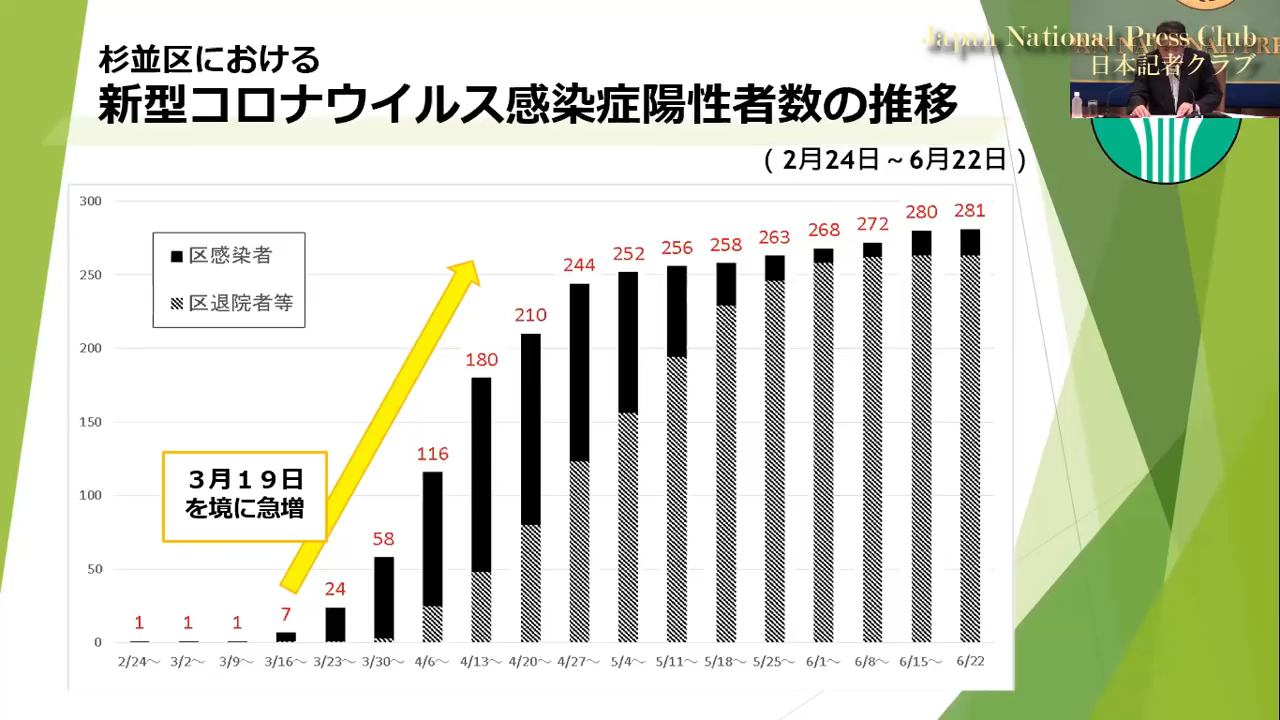 杉並区における
新型コロナウイルス感染症陽性者数の推移
Japan National Press Club
日本記者クラブ
( 2月24日～6月22日 )
300
250
200
150
100
50
0
区感染者
区退院者等
３月１９日
を境に急増
1 1 1 7 24 58 116 180 210 244 252 256 258 263 268 272 280 281
2/24～ 3/2～ 3/9～ 3/16～ 3/23～ 3/30～ 4/6～ 4/13～ 4/20～ 4/27～ 5/4～ 5/11～ 5/18～ 5/25～ 6/1～ 6/8～ 6/15～ 6/22